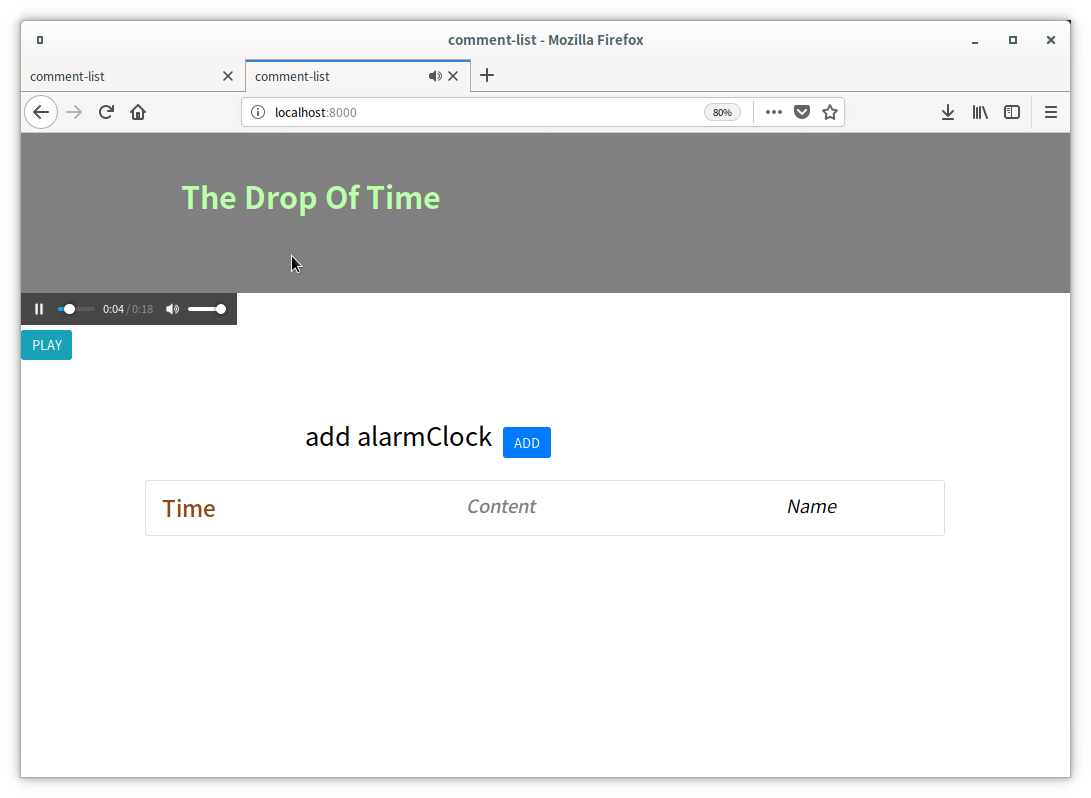 comment-list - Mozilla Firefox
comment-list comment-list
localhost:8000 80%
The Drop Of Time
0:04 / 0:18
PLAY
add alarmClock ADD
Time Content Name